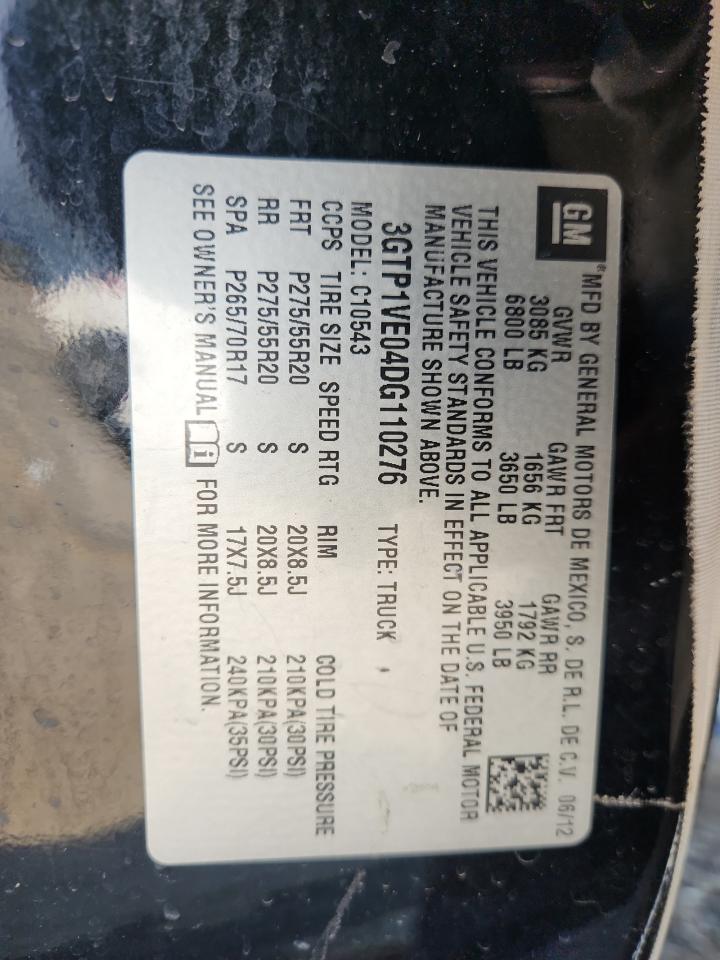 GM® MFD BY GENERAL MOTORS DE MEXICO, S. DE R.L. DE C.V. 06/12
GVWR GAWR FRT GAWR RR
3085 KG 1656 KG 1792 KG
6800 LB 3650 LB 3950 LB
THIS VEHICLE CONFORMS TO ALL APPLICABLE U.S. FEDERAL MOTOR
VEHICLE SAFETY STANDARDS IN EFFECT ON THE DATE OF
MANUFACTURE SHOWN ABOVE.
3GTP1VE04DG110276 TYPE: TRUCK
MODEL: C10543
CCPS TIRE SIZE SPEED RTG RIM COLD TIRE PRESSURE
FRT P275/55R20 S 20X8.5J 210KPA(30PSI)
RR P275/55R20 S 20X8.5J 210KPA(30PSI)
SPA P265/70R17 S 17X7.5J 240KPA(35PSI)
SEE OWNER'S MANUAL i FOR MORE INFORMATION.